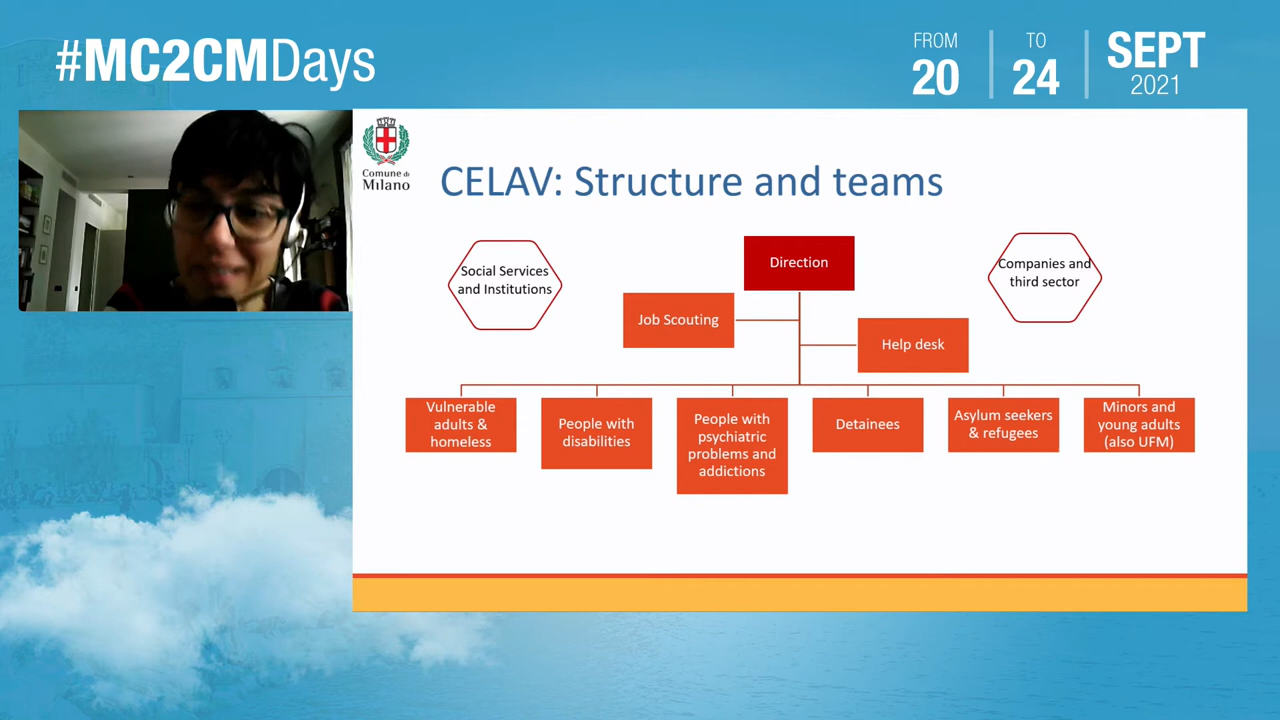 #MC2CMDays
FROM
20
TO
24
SEPT
2021
Comune di
Milano
CELAV: Structure and teams
Social Services
and Institutions
Direction
Companies and
third sector
Job Scouting
Help desk
Vulnerable
adults &
homeless
People with
disabilities
People with
psychiatric
problems and
addictions
Detainees
Asylum seekers
& refugees
Minors and
young adults
(also UFM)